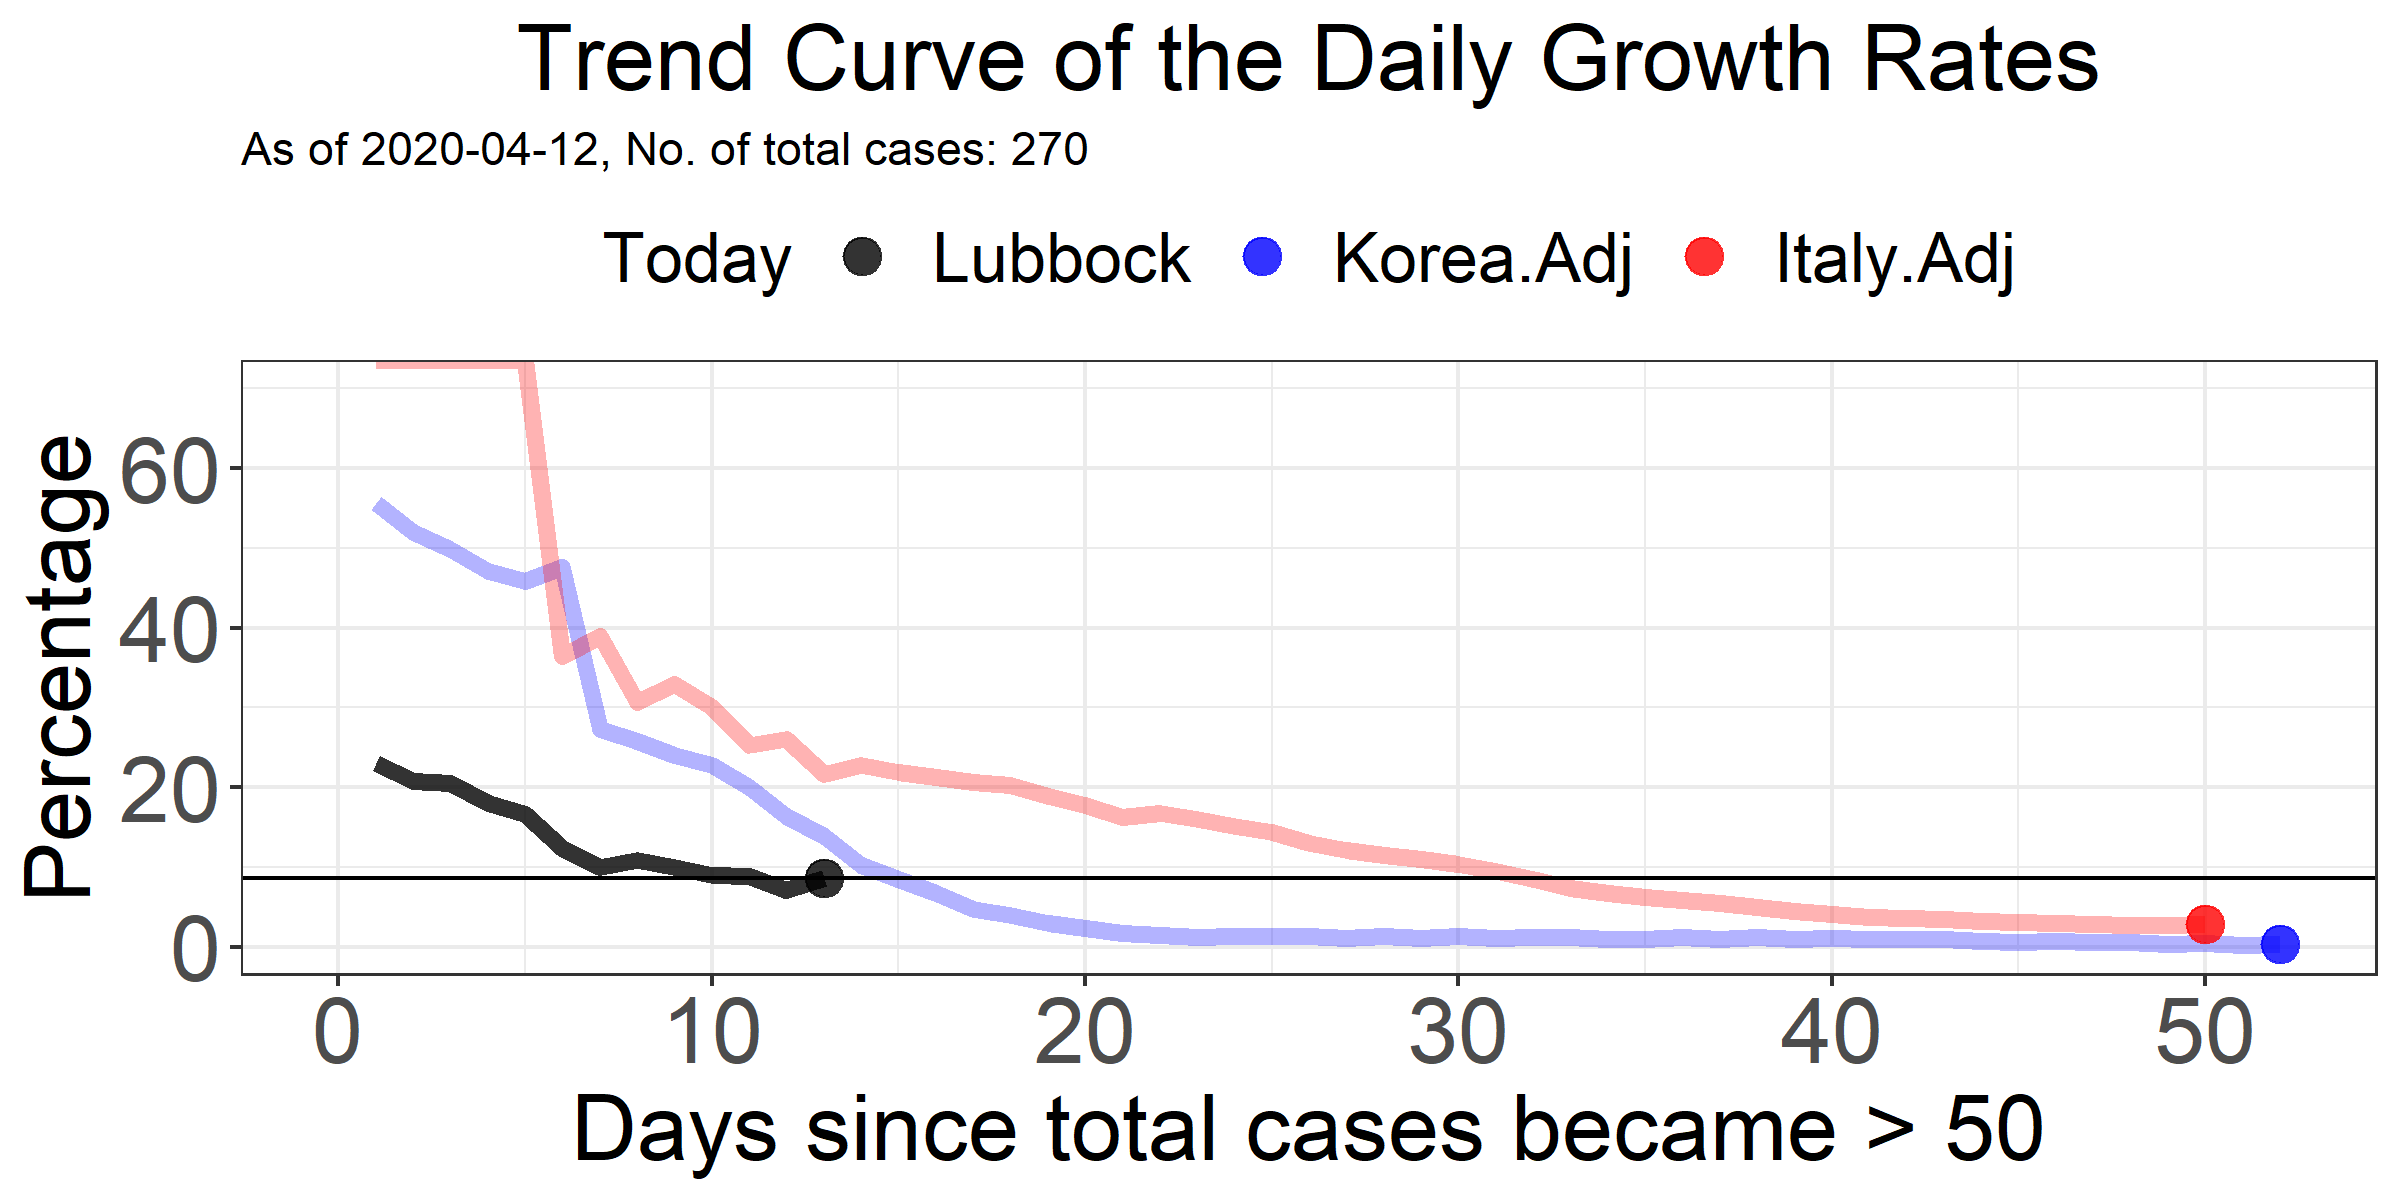 Trend Curve of the Daily Growth Rates
As of 2020-04-12, No. of total cases: 270
Today Lubbock Korea.Adj Italy.Adj
Percentage
60
40
20
0
0 10 20 30 40 50
Days since total cases became > 50